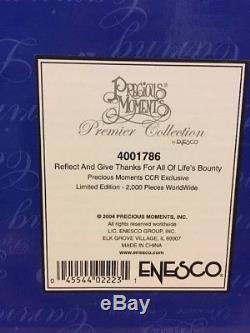 PRECIOUS
MOMENTS
Premier Collection
by ENESCO
4001786
Reflect And Give Thanks For All Of Life's Bounty
Precious Moments CCR Exclusive
Limited Edition - 2,000 Pieces WorldWide
© 2004 PRECIOUS MOMENTS, INC.
All rights reserved worldwide
LIC. ENESCO GROUP, INC.
ELK GROVE VILLAGE, IL 60007
MADE IN CHINA
www.enesco.com
ENESCO®
0 45544 02223 1